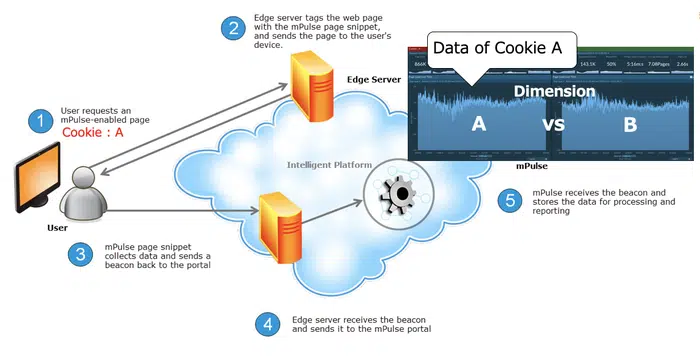 2
Edge server tags the web page
with the mPulse page snippet,
and sends the page to the user's
device.
Edge Server
Data of Cookie A
866K
143.1K
50%
5:16mcs
7.08Pages
2.66s
Dimension
A vs B
mPulse
1
User requests an
mPulse-enabled page
Cookie : A
User
Intelligent Platform
5
mPulse receives the beacon and
stores the data for processing and
reporting
3
mPulse page snippet
collects data and sends a
beacon back to the portal
4
Edge server receives the beacon
and sends it to the mPulse portal